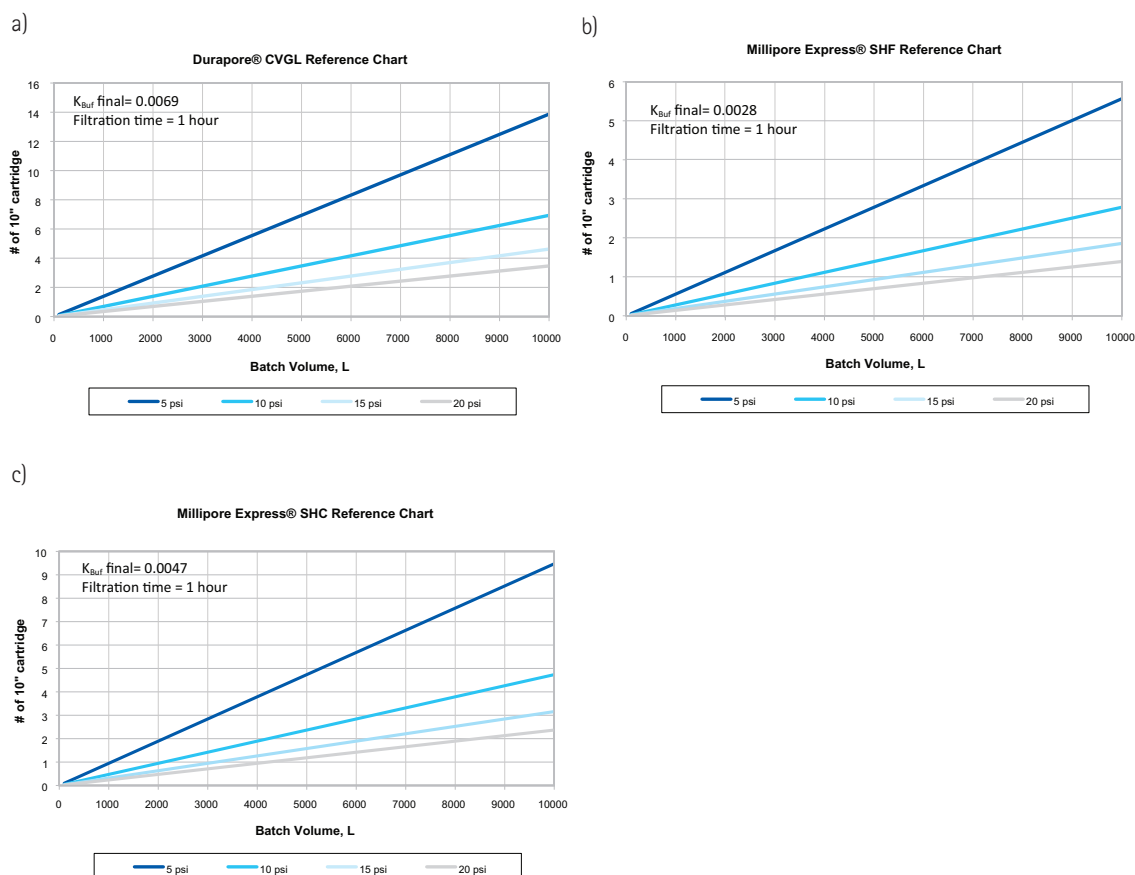 a)
Durapore® CVGL Reference Chart
16
14
12
10
8
6
4
2
0
# of 10" cartridge
K_Buf final= 0.0069
Filtration time = 1 hour
0 1000 2000 3000 4000 5000 6000 7000 8000 9000 10000
Batch Volume, L
5 psi 10 psi 15 psi 20 psi
b)
Millipore Express® SHF Reference Chart
6
5
4
3
2
1
0
# of 10" cartridge
K_Buf final= 0.0028
Filtration time = 1 hour
0 1000 2000 3000 4000 5000 6000 7000 8000 9000 10000
Batch Volume, L
5 psi 10 psi 15 psi 20 psi
c)
Millipore Express® SHC Reference Chart
10
9
8
7
6
5
4
3
2
1
0
# of 10" cartridge
K_Buf final= 0.0047
Filtration time = 1 hour
0 1000 2000 3000 4000 5000 6000 7000 8000 9000 10000
Batch Volume, L
5 psi 10 psi 15 psi 20 psi